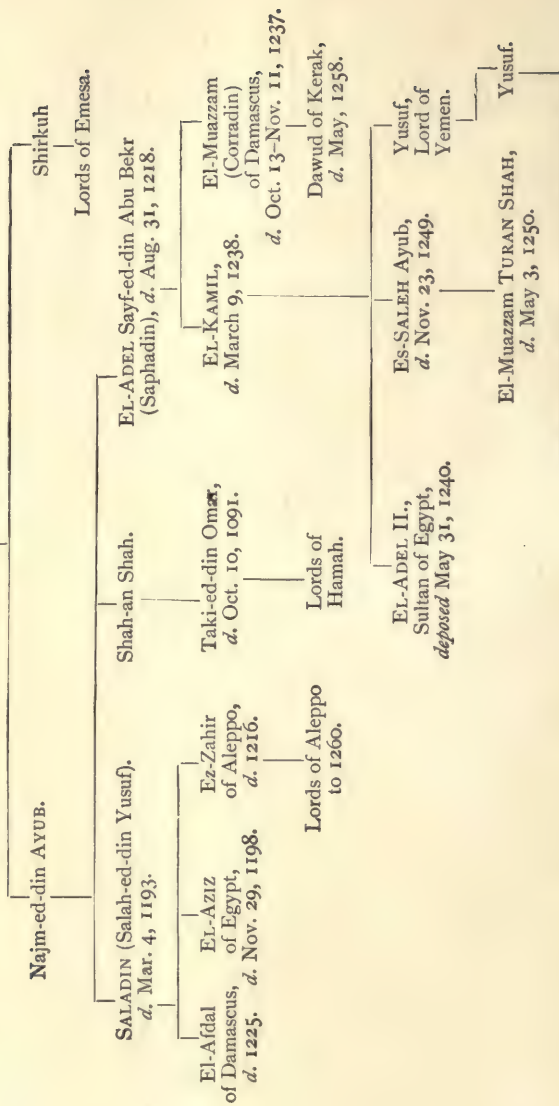 Najm-ed-din AYUB.
Shirkuh
Lords of Emesa.
SALADIN (Salah-ed-din Yusuf).
d. Mar. 4, 1193.
Shah-an Shah.
EL-ADEL Sayf-ed-din Abu Bekr
(Saphadin), d. Aug. 31, 1218.
El-Afdal
of Damascus,
d. 1225.
EL-AZIZ
of Egypt,
d. Nov. 29, 1198.
Ez-Zahir
of Aleppo,
d. 1216.
Lords of Aleppo
to 1260.
Taki-ed-din Omar,
d. Oct. 10, 1091.
Lords of
Hamah.
EL-KAMIL,
d. March 9, 1238.
El-Muazzam
(Corradin)
of Damascus,
d. Oct. 13-Nov. 11, 1237.
Dawud of Kerak,
d. May, 1258.
EL-ADEL II.,
Sultan of Egypt,
deposed May 31, 1240.
ES-SALEH Ayub,
d. Nov. 23, 1249.
Yusuf,
Lord of
Yemen.
El-Muazzam TURAN SHAH,
d. May 3, 1250.
Yusuf.